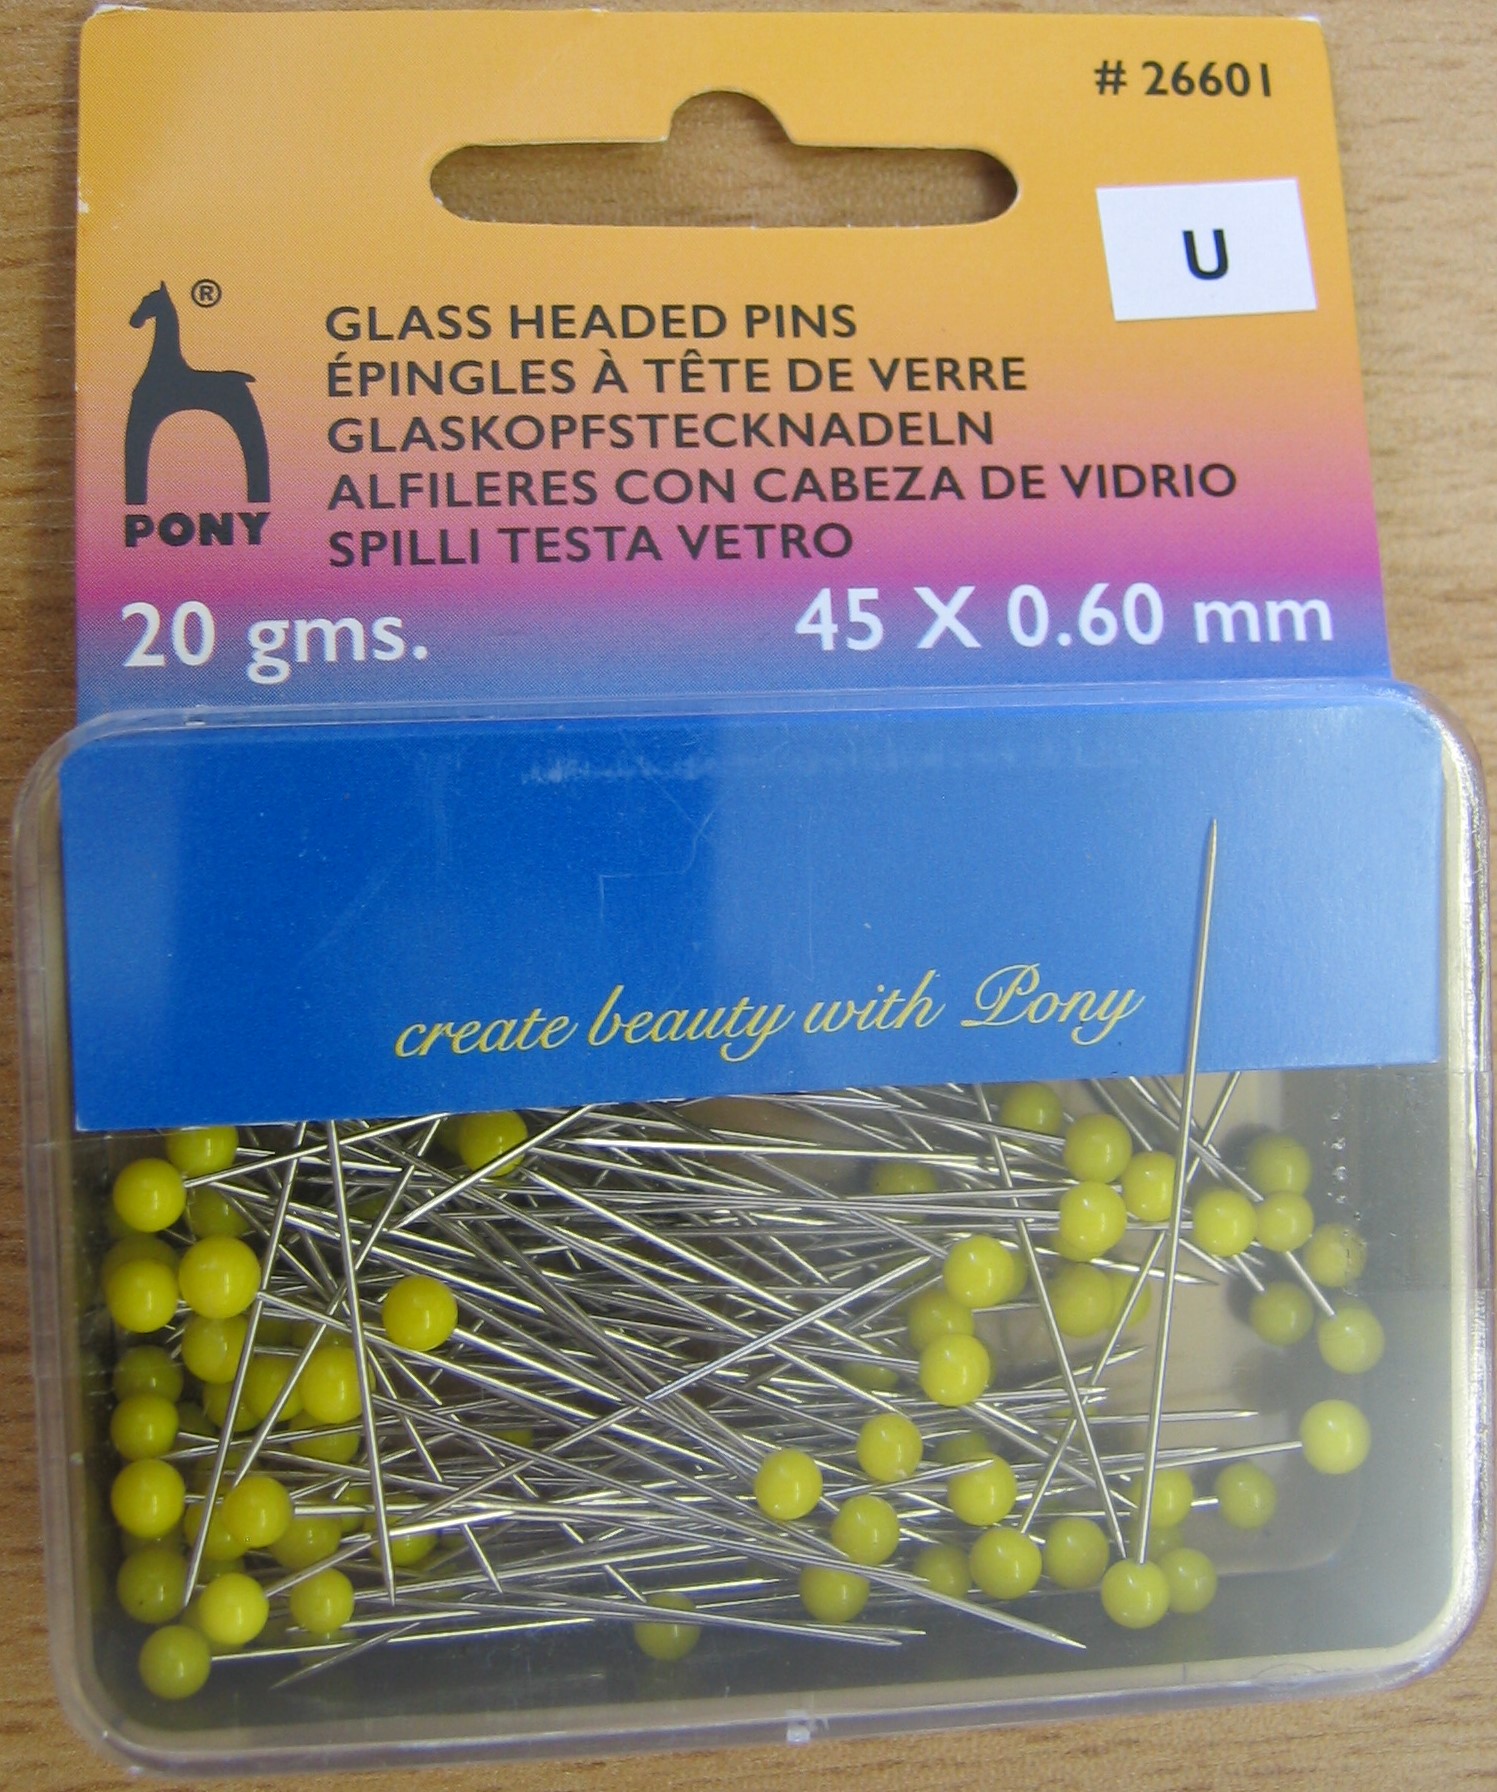 # 26601
U
®
GLASS HEADED PINS
ÉPINGLES À TÊTE DE VERRE
GLASKOPFSTECKNADELN
ALFILERES CON CABEZA DE VIDRIO
SPILLI TESTA VETRO
PONY
20 gms.
45 X 0.60 mm
create beauty with Pony